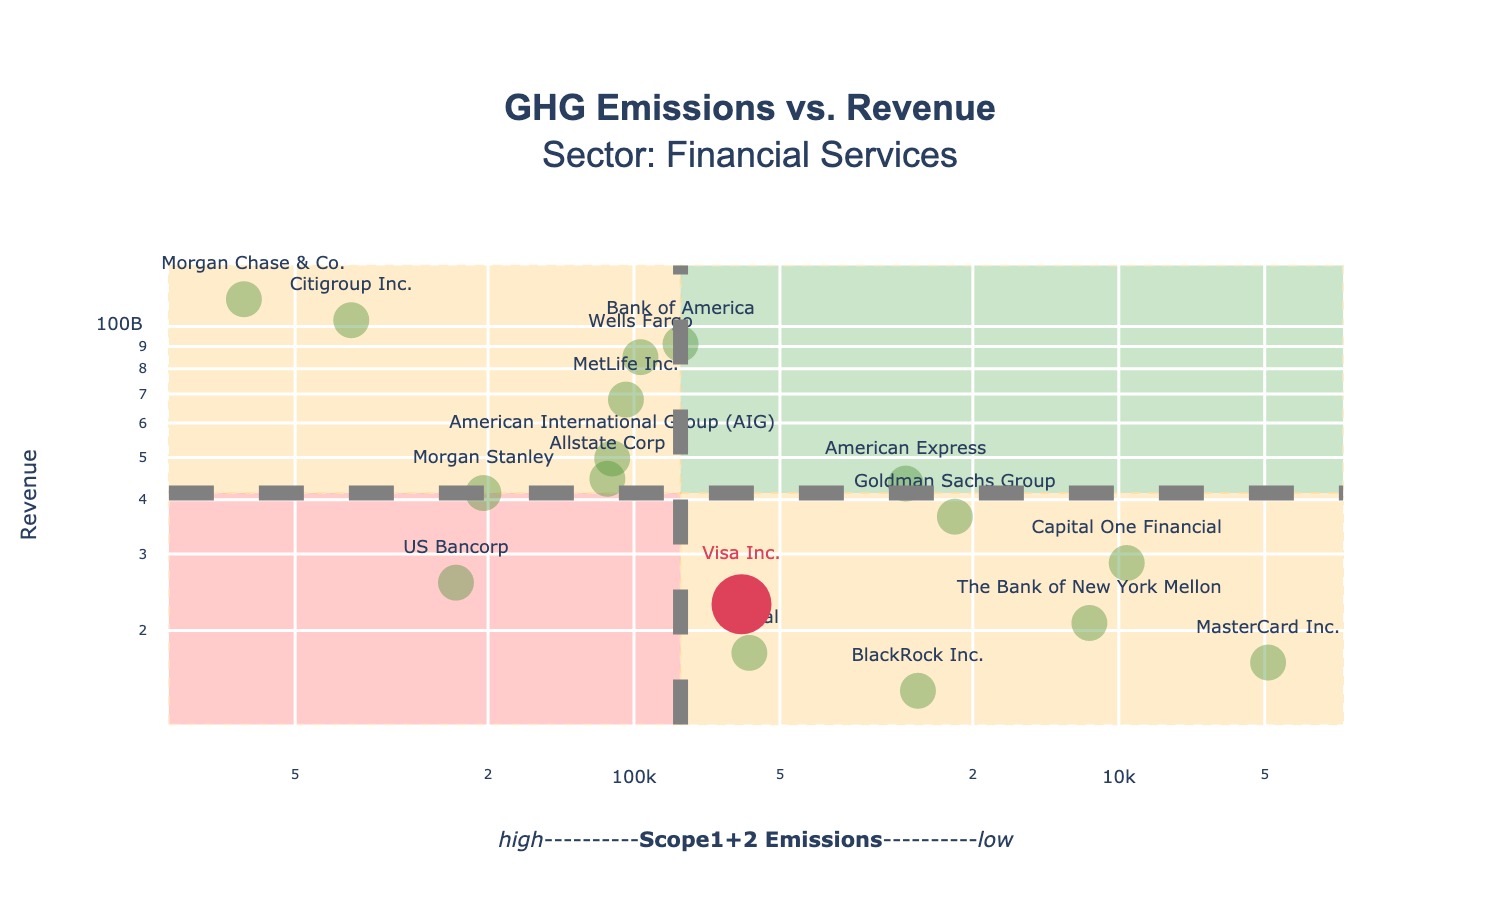 GHG Emissions vs. Revenue
Sector: Financial Services
Morgan Chase & Co.
Citigroup Inc.
Bank of America
Wells Fargo
MetLife Inc.
American International Group (AIG)
Allstate Corp
Morgan Stanley
American Express
Goldman Sachs Group
Capital One Financial
US Bancorp
Visa Inc.
The Bank of New York Mellon
MasterCard Inc.
BlackRock Inc.
100B
9
8
7
6
5
4
3
2
Revenue
5
2
100k
5
2
10k
5
high----------Scope1+2 Emissions----------low